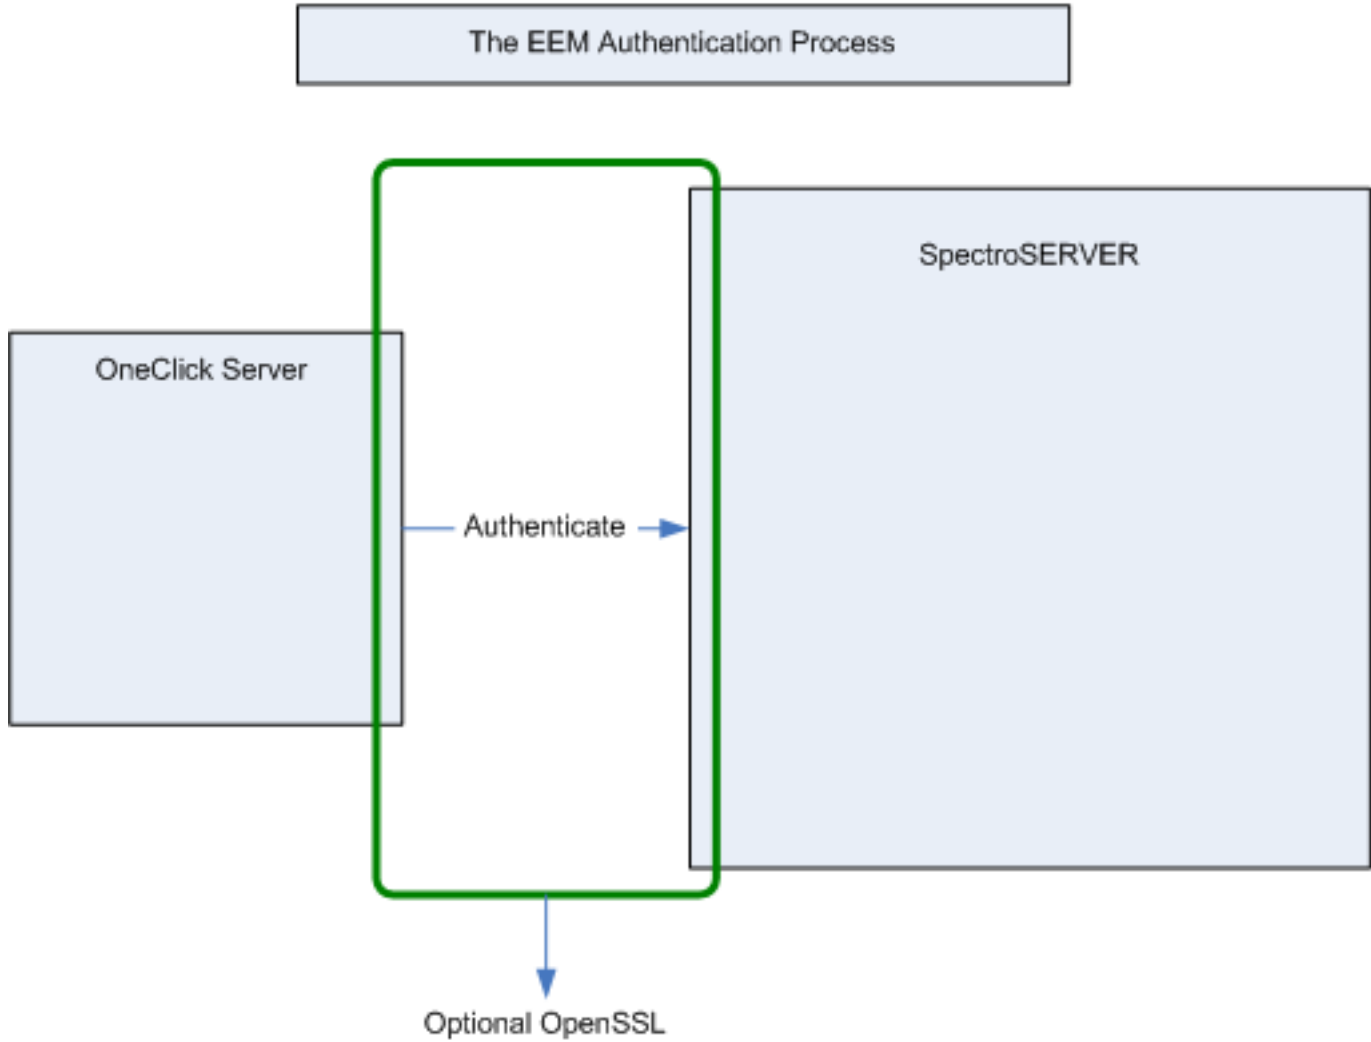 The EEM Authentication Process
SpectroSERVER
OneClick Server
Authenticate
Optional OpenSSL